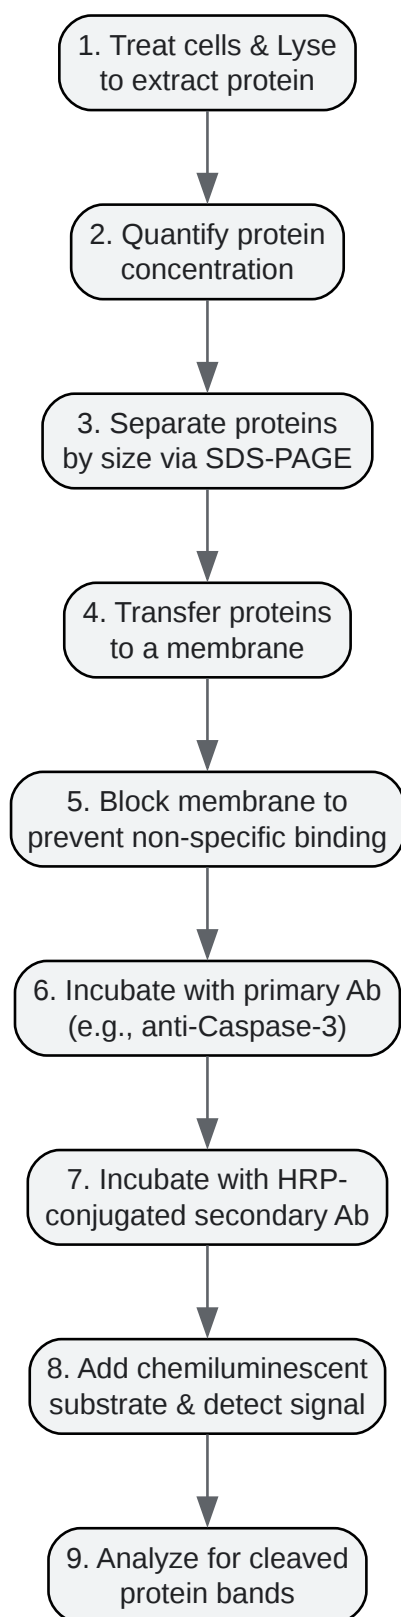 1. Treat cells & Lyse
to extract protein
2. Quantify protein
concentration
3. Separate proteins
by size via SDS-PAGE
4. Transfer proteins
to a membrane
5. Block membrane to
prevent non-specific binding
6. Incubate with primary Ab
(e.g., anti-Caspase-3)
7. Incubate with HRP-
conjugated secondary Ab
8. Add chemiluminescent
substrate & detect signal
9. Analyze for cleaved
protein bands